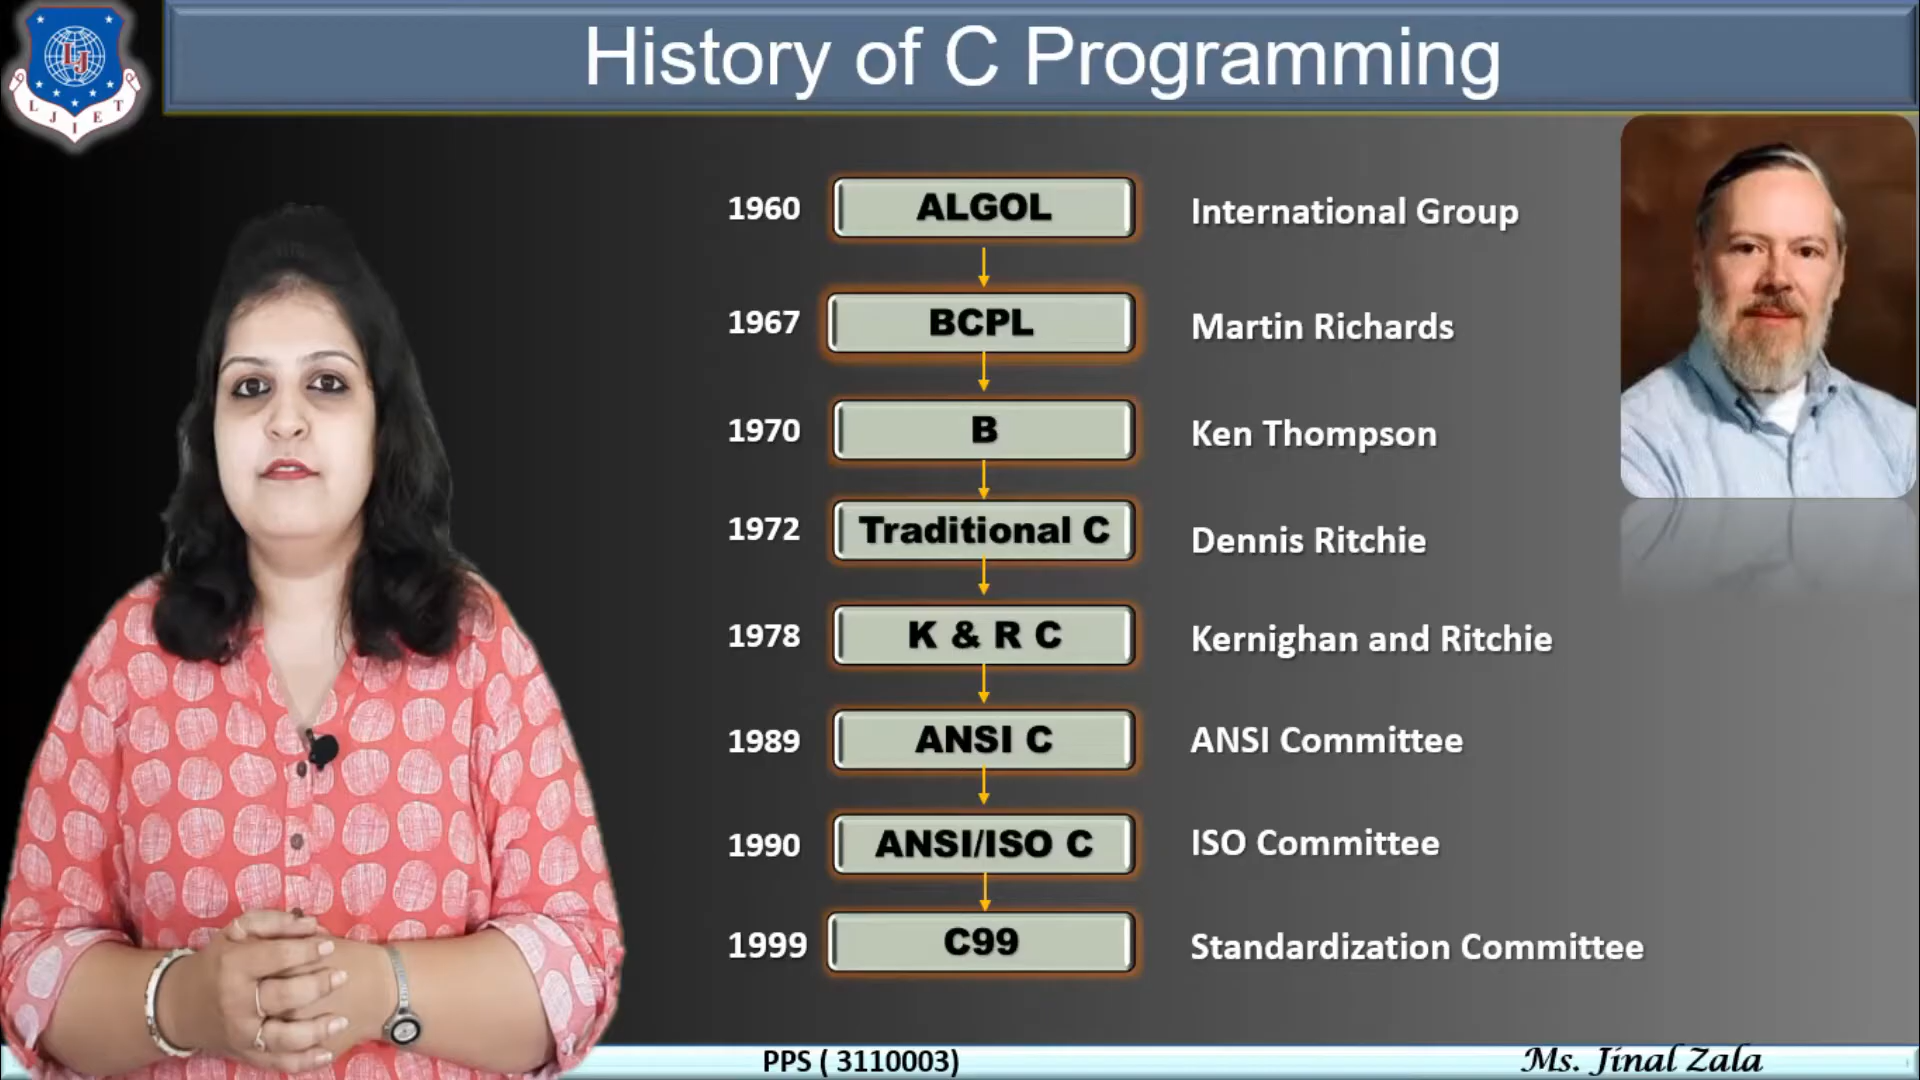 History of C Programming
LJ
L J I E T
1960 ALGOL International Group
1967 BCPL Martin Richards
1970 B Ken Thompson
1972 Traditional C Dennis Ritchie
1978 K & R C Kernighan and Ritchie
1989 ANSI C ANSI Committee
1990 ANSI/ISO C ISO Committee
1999 C99 Standardization Committee
PPS ( 3110003) Ms. Jinal Zala